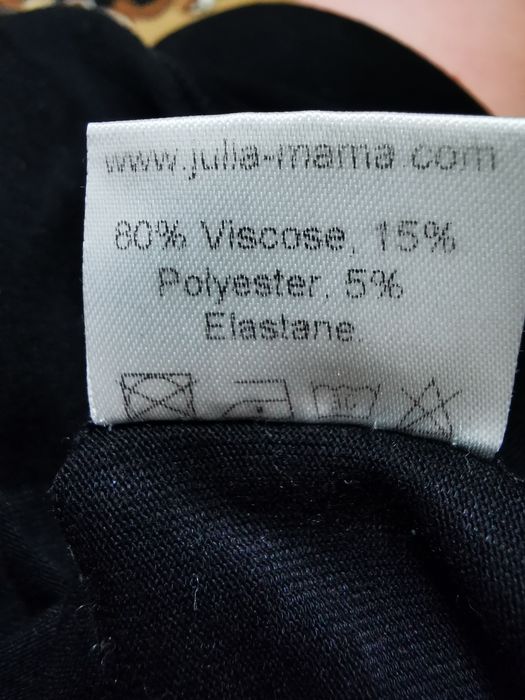 www.julia-mama.com
80% Viscose, 15%
Polyester, 5%
Elastane.